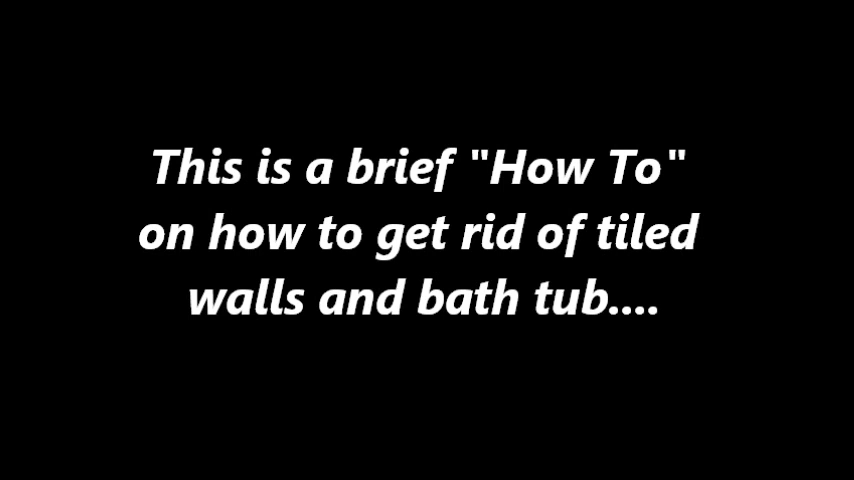 This is a brief "How To"
on how to get rid of tiled
walls and bath tub....